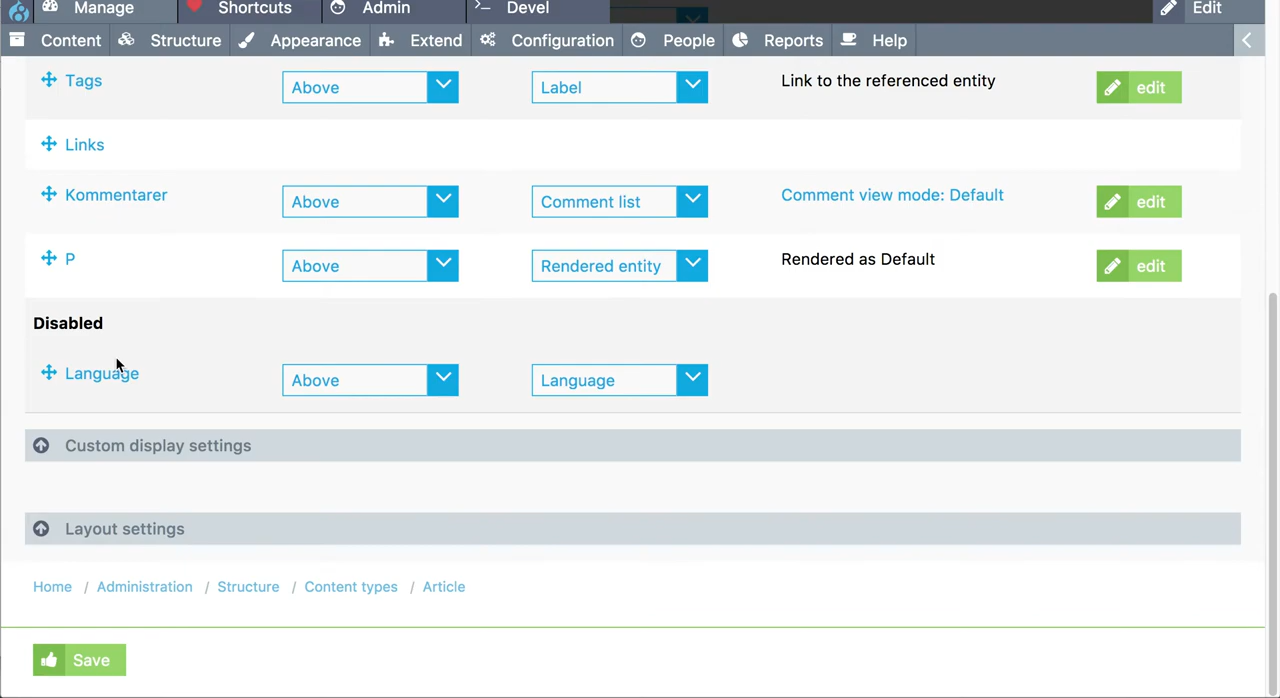 Manage Shortcuts Admin Devel Edit
Content Structure Appearance Extend Configuration People Reports Help
Tags Above Label Link to the referenced entity edit
Links
Kommentarer Above Comment list Comment view mode: Default edit
P Above Rendered entity Rendered as Default edit
Disabled
Language Above Language
Custom display settings
Layout settings
Home / Administration / Structure / Content types / Article
Save